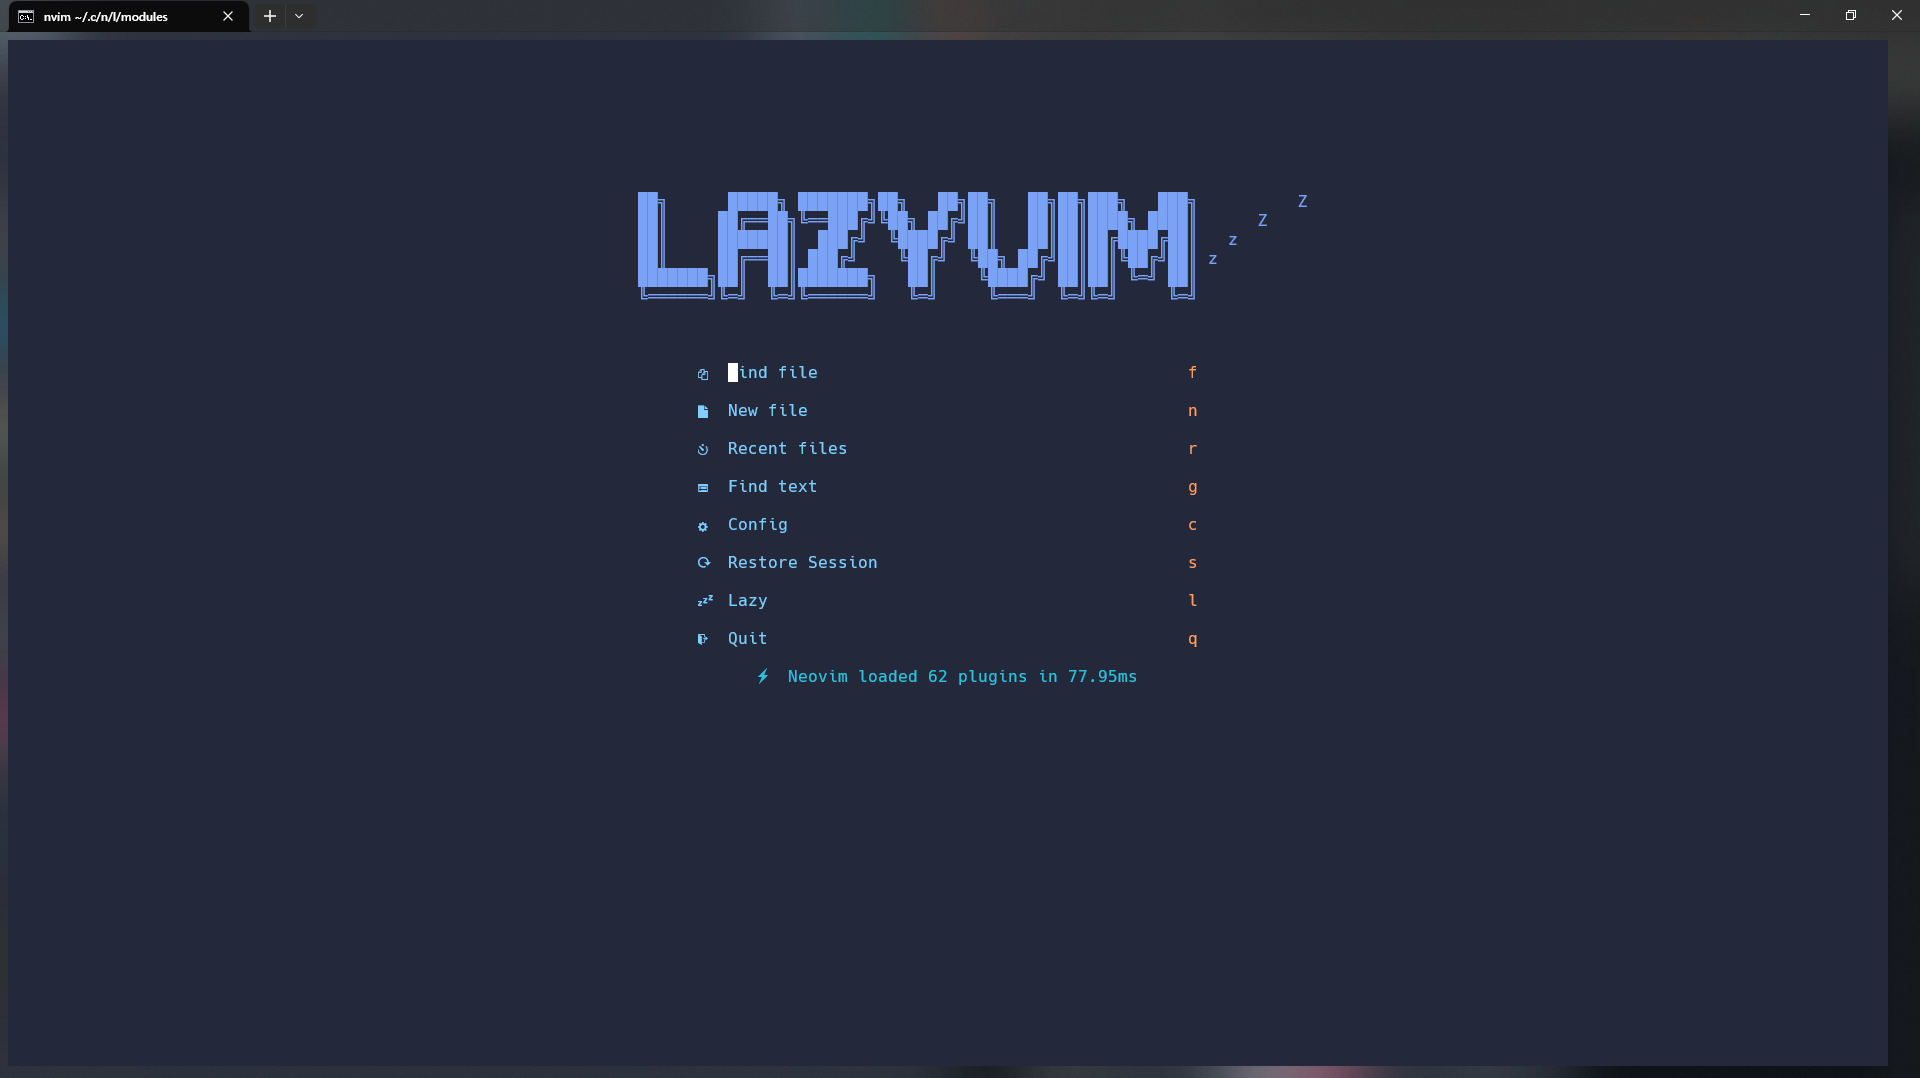 nvim ~/.c/n/l/modules
LAZYVIM
Z
Z
z
z
ind file f
New file n
Recent files r
Find text g
Config c
Restore Session s
zzz Lazy l
Quit q
Neovim loaded 62 plugins in 77.95ms